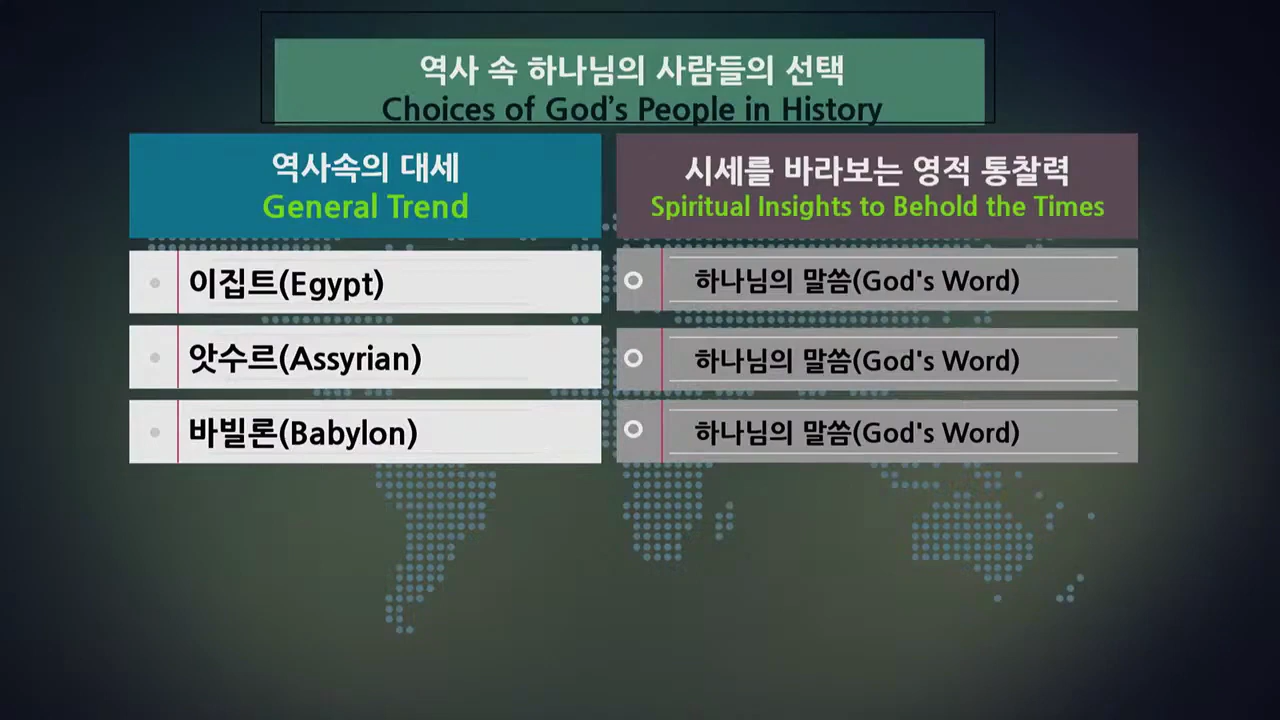 역사 속 하나님의 사람들의 선택
Choices of God’s People in History
역사속의 대세
General Trend
시세를 바라보는 영적 통찰력
Spiritual Insights to Behold the Times
이집트(Egypt)
하나님의 말씀(God's Word)
앗수르(Assyrian)
하나님의 말씀(God's Word)
바빌론(Babylon)
하나님의 말씀(God's Word)